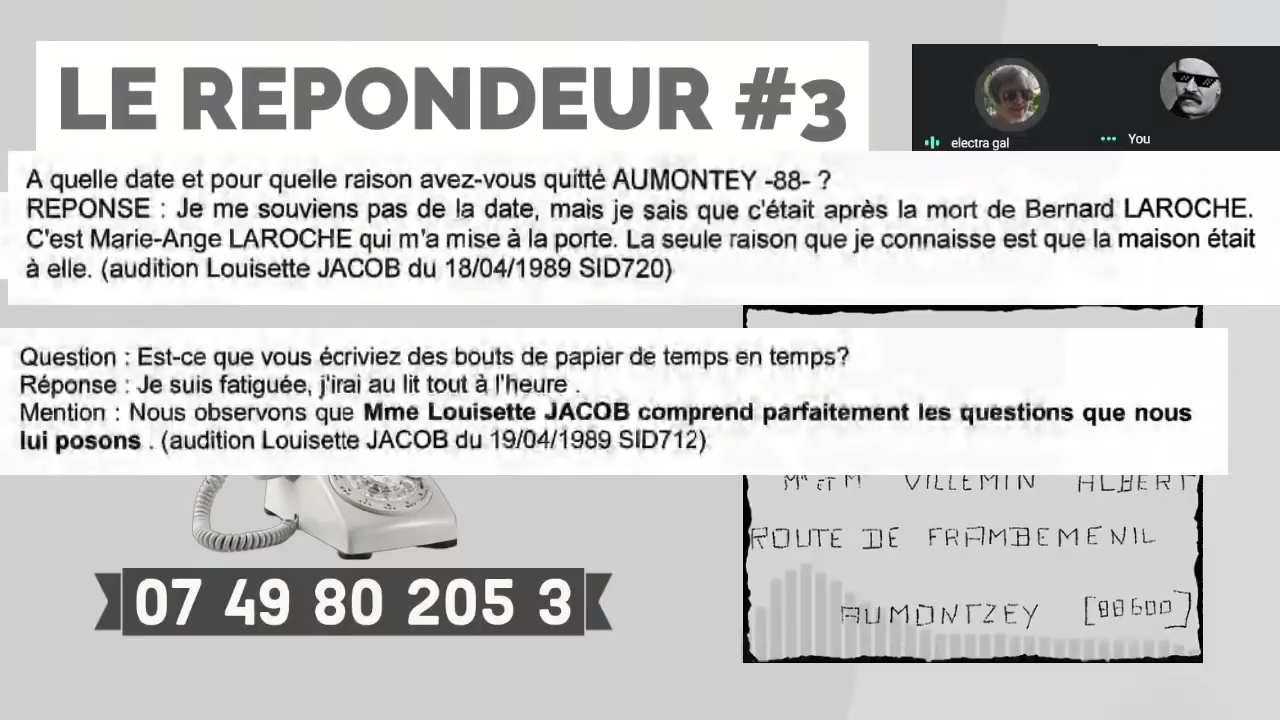 LE REPONDEUR #3
electra gal
You
A quelle date et pour quelle raison avez-vous quitté AUMONTEY -88- ?
REPONSE : Je me souviens pas de la date, mais je sais que c'était après la mort de Bernard LAROCHE.
C'est Marie-Ange LAROCHE qui m'a mise à la porte. La seule raison que je connaisse est que la maison était
à elle. (audition Louisette JACOB du 18/04/1989 SID720)
Question : Est-ce que vous écriviez des bouts de papier de temps en temps?
Réponse : Je suis fatiguée, j'irai au lit tout à l'heure .
Mention : Nous observons que Mme Louisette JACOB comprend parfaitement les questions que nous
lui posons . (audition Louisette JACOB du 19/04/1989 SID712)
Mr et M VILLEMIN ALBERT
ROUTE DE FRAMBEMENIL
AUMONTZEY [88600]
07 49 80 205 3